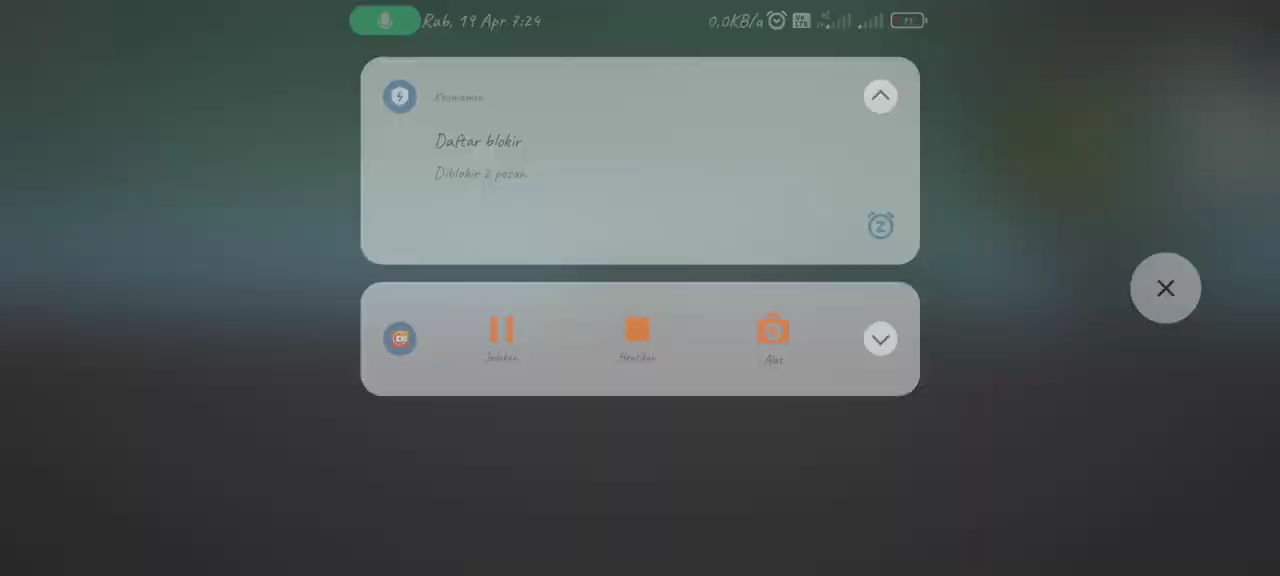 Rab, 19 Apr 7:24
0,0KB/d
Keamanan
Daftar blokir
Diblokir 2 pesan
Jedakan
Hentikan
Alat